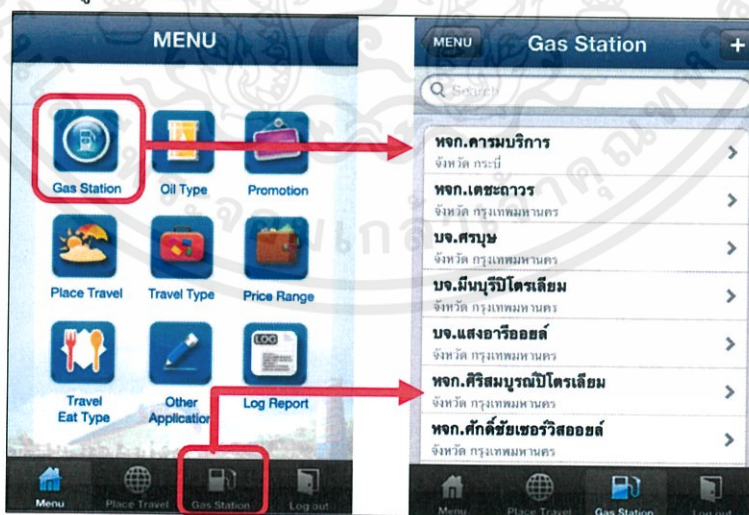 MENU
Gas Station
Oil Type
Promotion
Place Travel
Travel Type
Price Range
LOG
Travel
Eat Type
Other
Application
Log Report
Menu
Place Travel
Gas Station
Log out
MENU
Gas Station
+
Search
หจก.คารมบริการ
จังหวัด กระบี่
หจก.เตชะถาวร
จังหวัด กรุงเทพมหานคร
บจ.ศรบุษ
จังหวัด กรุงเทพมหานคร
บจ.มีนบุรีปิโตรเลียม
จังหวัด กรุงเทพมหานคร
บจ.แสงอารีออยล์
จังหวัด กรุงเทพมหานคร
หจก.ศิริสมบูรณ์ปิโตรเลียม
จังหวัด กรุงเทพมหานคร
หจก.ศักดิ์ชัยเซอร์วิสออยล์
จังหวัด กรุงเทพมหานคร
Menu
Place Travel
Gas Station
Log out